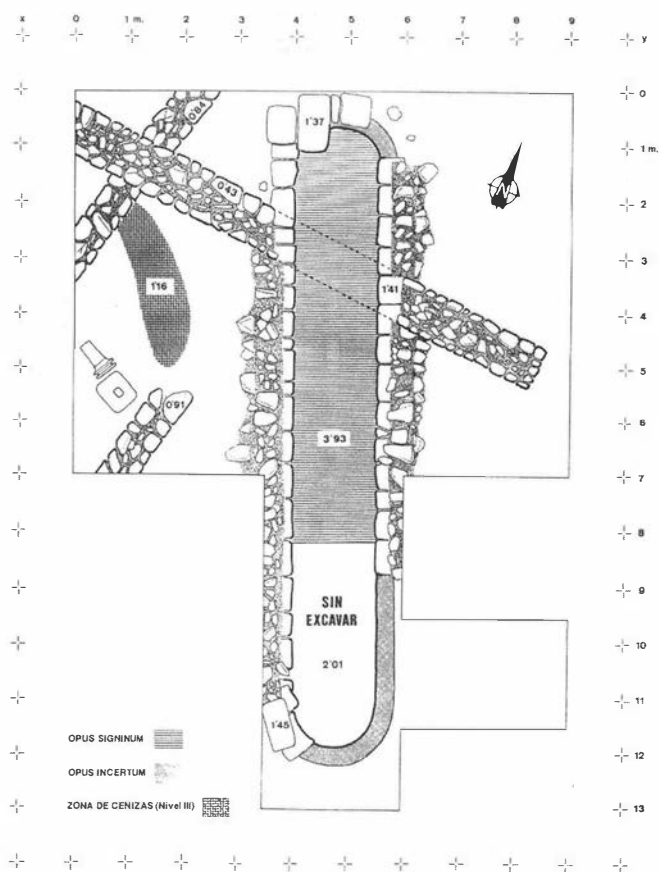 x 0 1 m. 2 3 4 5 6 7 8 9 y
0
1'37
0'84
1 m.
0'43
2
N
3
1'16
1'41
4
5
0'91
6
3'93
7
8
SIN
EXCAVAR
9
2'01
10
11
1'45
OPUS SIGNINUM
12
OPUS INCERTUM
ZONA DE CENIZAS (Nivel III)
13